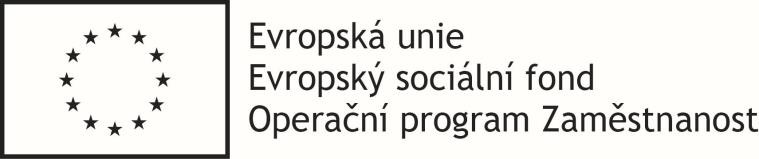 Evropská unie
Evropský sociální fond
Operační program Zaměstnanost